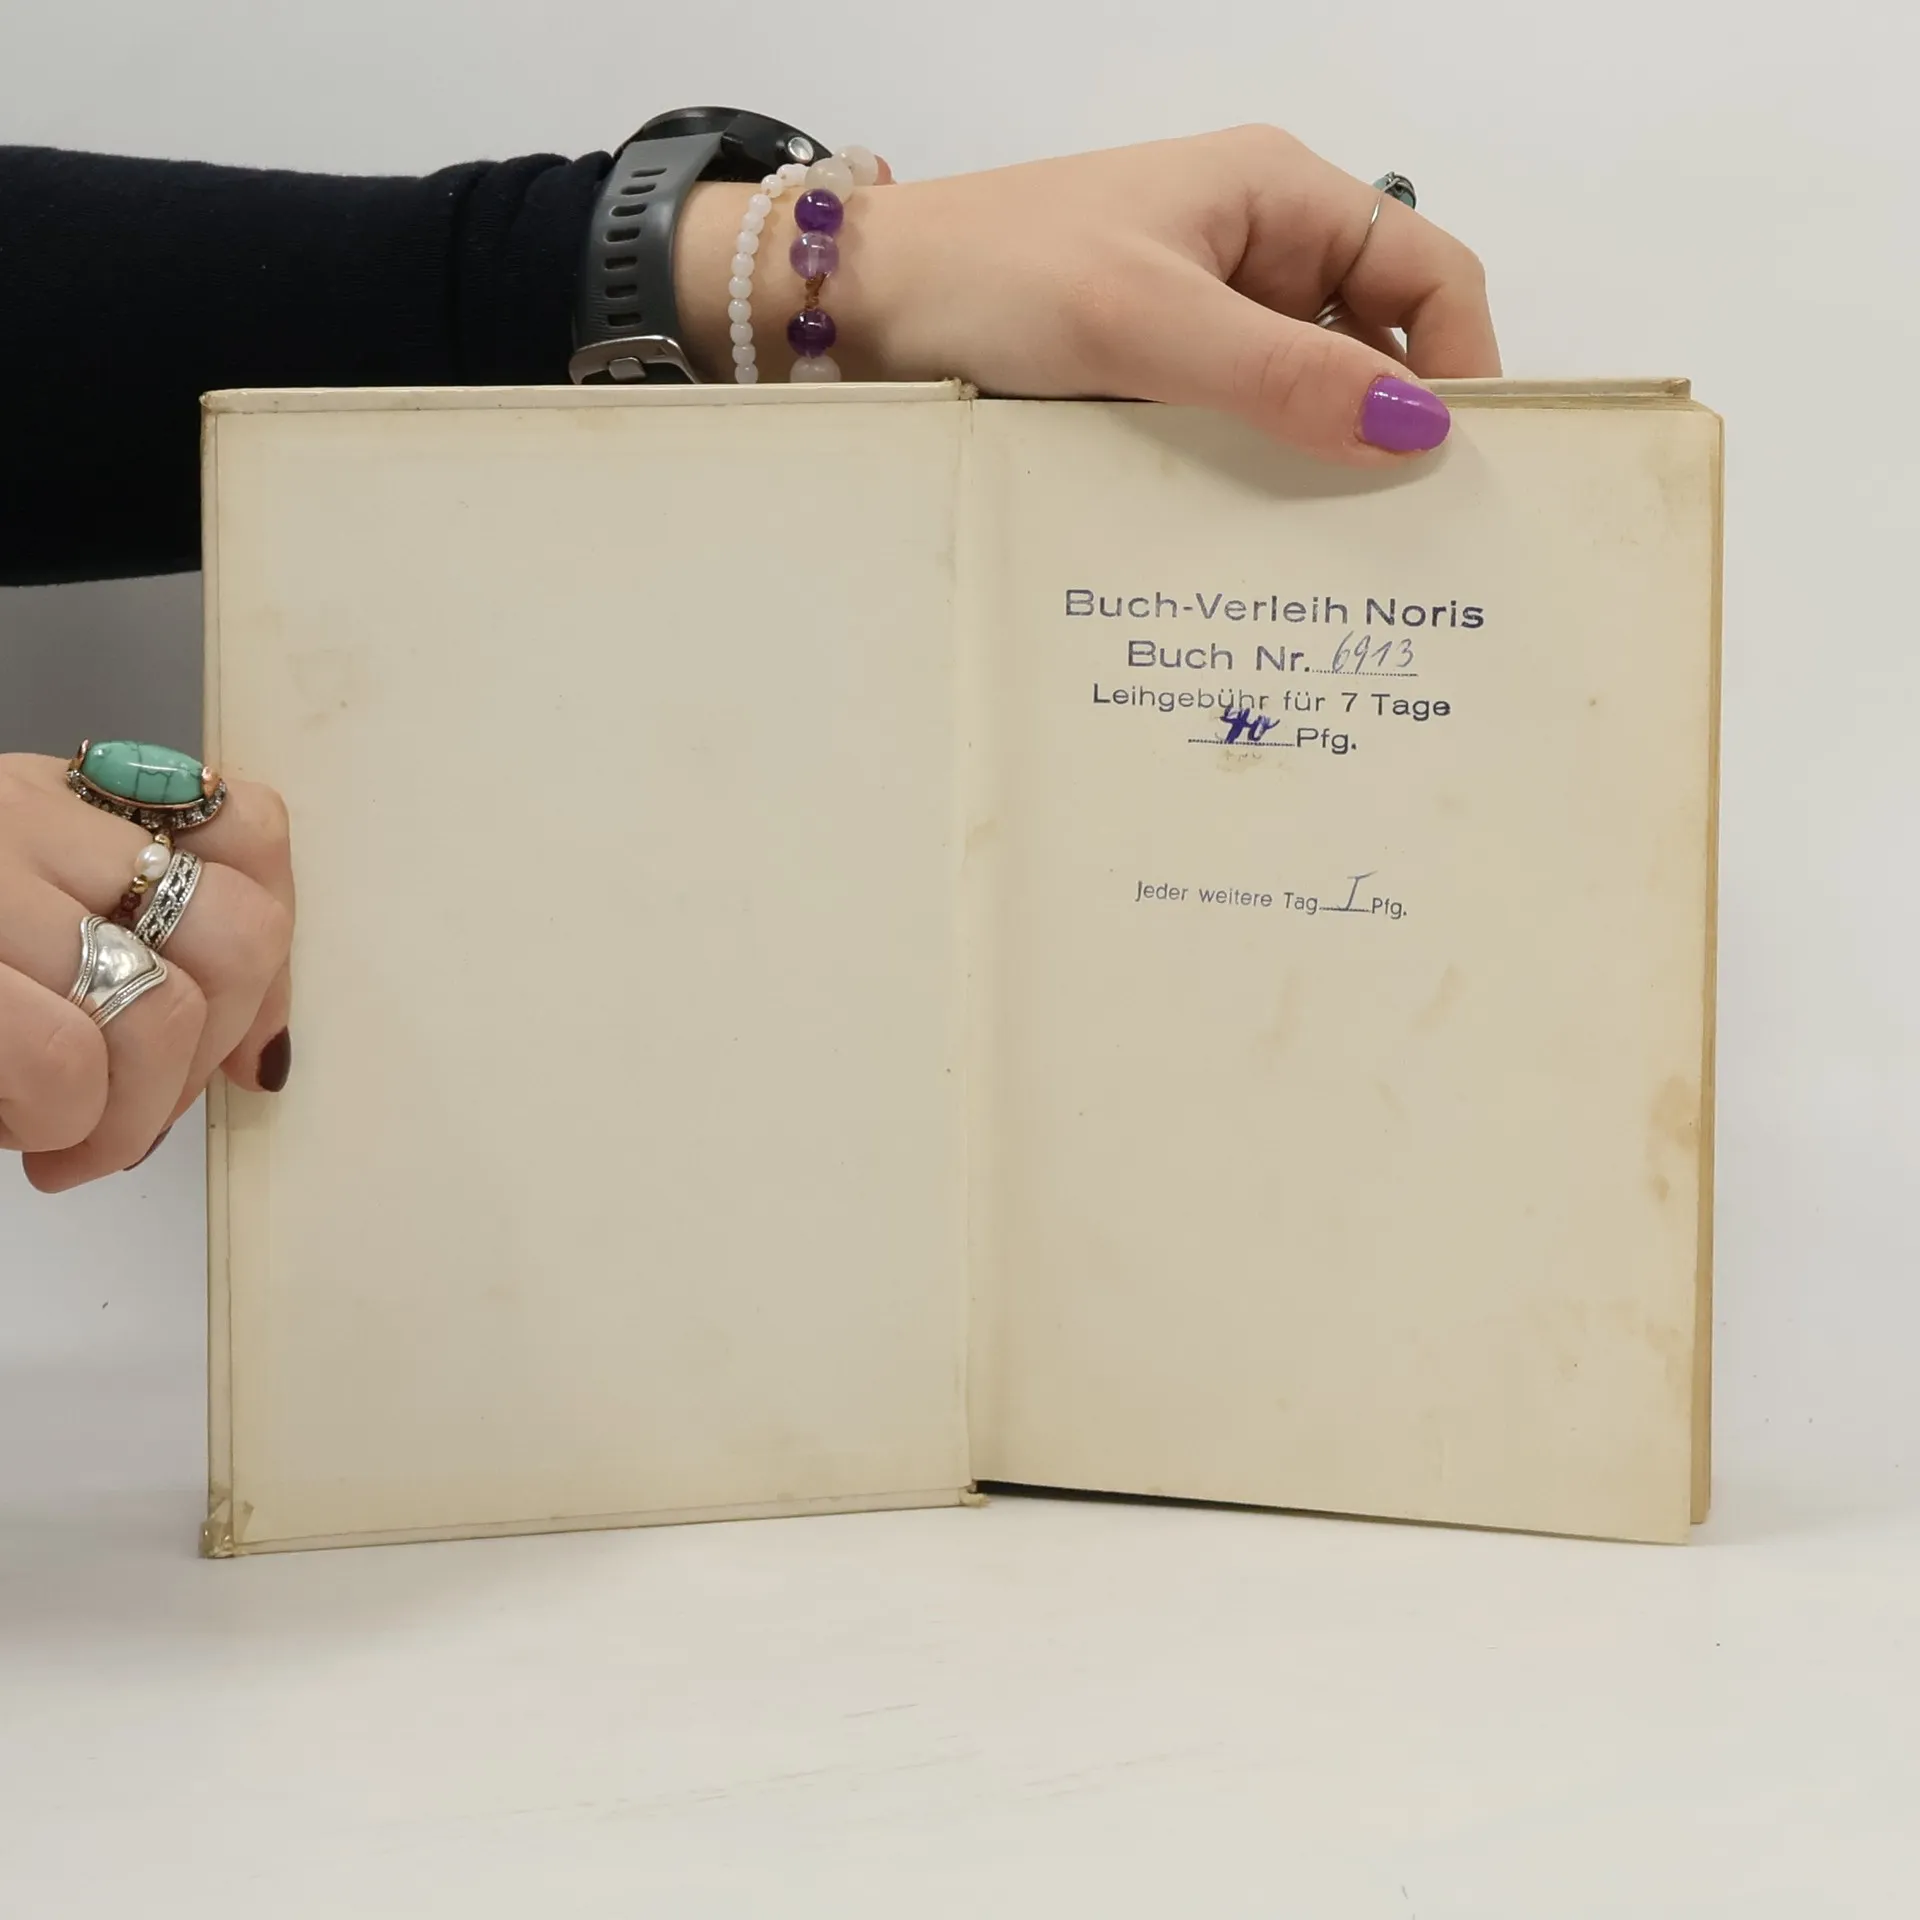 Buch-Verleih Noris
Buch Nr. 6913
Leihgebühr für 7 Tage
40 Pfg.
Jeder weitere Tag I Pfg.